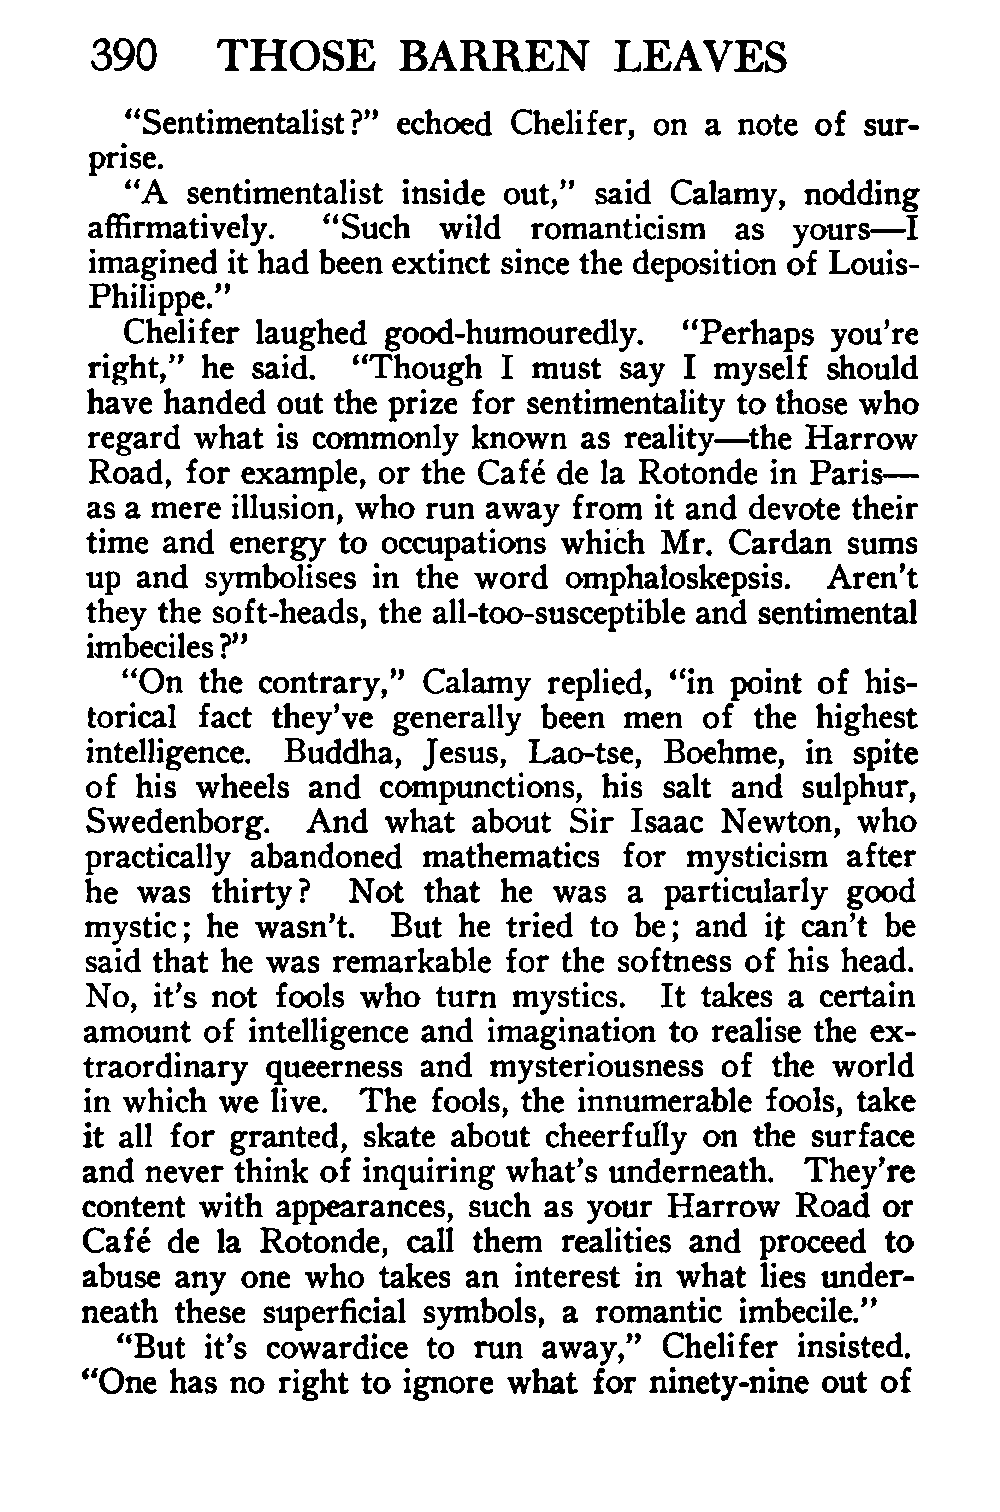 390 THOSE BARREN LEAVES
“Sentimentalist?” echoed Chelifer, on a note of sur-
prise.
“A sentimentalist inside out,” said Calamy, nodding
affirmatively. “Such wild romanticism as yours—I
imagined it had been extinct since the deposition of Louis-
Philippe.”
Chelifer laughed good-humouredly. “Perhaps you're
right,” he said. “Though I must say I myself should
have handed out the prize for sentimentality to those who
regard what is commonly known as reality—the Harrow
Road, for example, or the Café de la Rotonde in Paris—
as a mere illusion, who run away from it and devote their
time and energy to occupations which Mr. Cardan sums
up and symbolises in the word omphaloskepsis. Aren't
they the soft-heads, the all-too-susceptible and sentimental
imbeciles?”
“On the contrary,” Calamy replied, “in point of his-
torical fact they've generally been men of the highest
intelligence. Buddha, Jesus, Lao-tse, Boehme, in spite
of his wheels and compunctions, his salt and sulphur,
Swedenborg. And what about Sir Isaac Newton, who
practically abandoned mathematics for mysticism after
he was thirty? Not that he was a particularly good
mystic; he wasn't. But he tried to be; and it can't be
said that he was remarkable for the softness of his head.
No, it's not fools who turn mystics. It takes a certain
amount of intelligence and imagination to realise the ex-
traordinary queerness and mysteriousness of the world
in which we live. The fools, the innumerable fools, take
it all for granted, skate about cheerfully on the surface
and never think of inquiring what's underneath. They're
content with appearances, such as your Harrow Road or
Café de la Rotonde, call them realities and proceed to
abuse any one who takes an interest in what lies under-
neath these superficial symbols, a romantic imbecile.”
“But it's cowardice to run away,” Chelifer insisted.
“One has no right to ignore what for ninety-nine out of